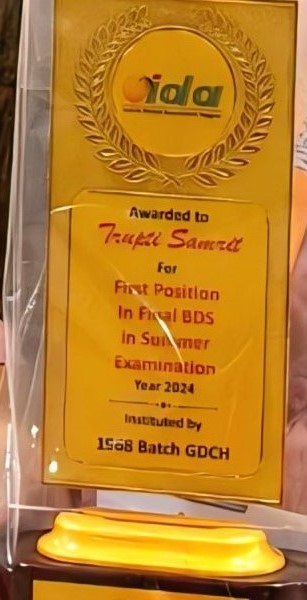 ida
Awarded to
Trupti Samrit
For
First Position
In Final BDS
in Summer
Examination
Year 2024
Instituted by
1968 Batch GDCH